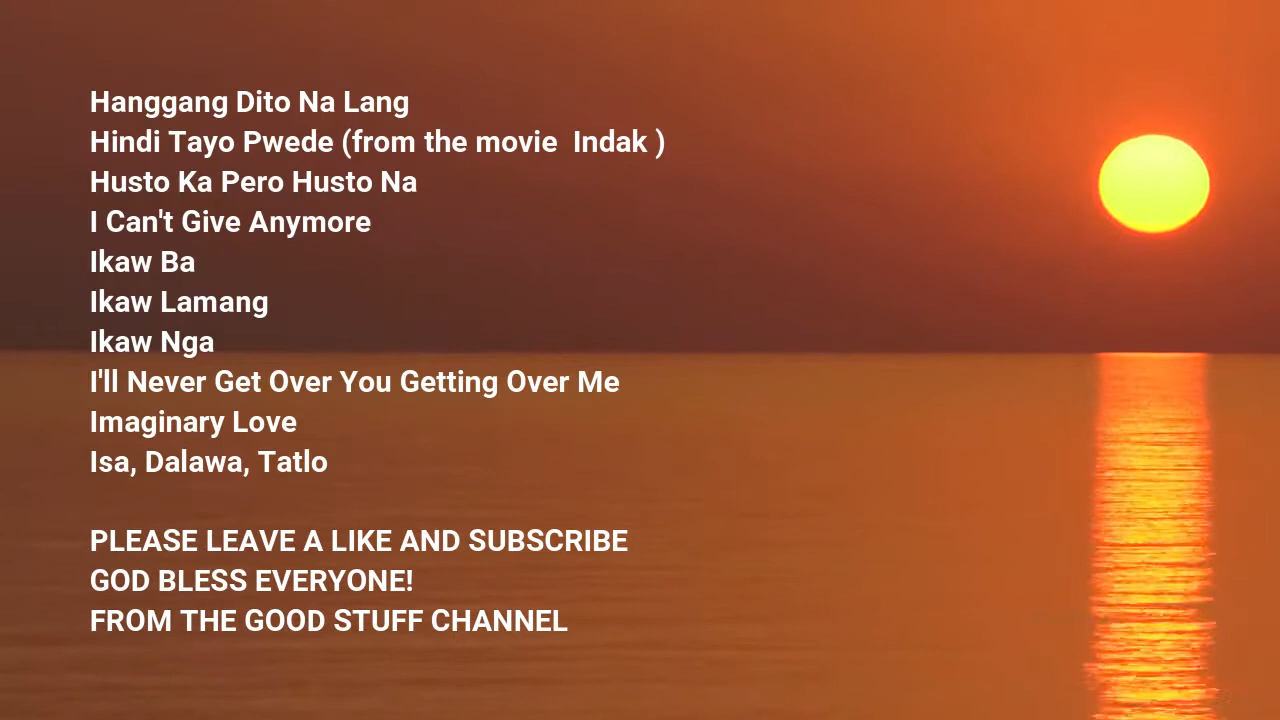 Hanggang Dito Na Lang
Hindi Tayo Pwede (from the movie  Indak )
Husto Ka Pero Husto Na
I Can't Give Anymore
Ikaw Ba
Ikaw Lamang
Ikaw Nga
I'll Never Get Over You Getting Over Me
Imaginary Love
Isa, Dalawa, Tatlo

PLEASE LEAVE A LIKE AND SUBSCRIBE
GOD BLESS EVERYONE!
FROM THE GOOD STUFF CHANNEL